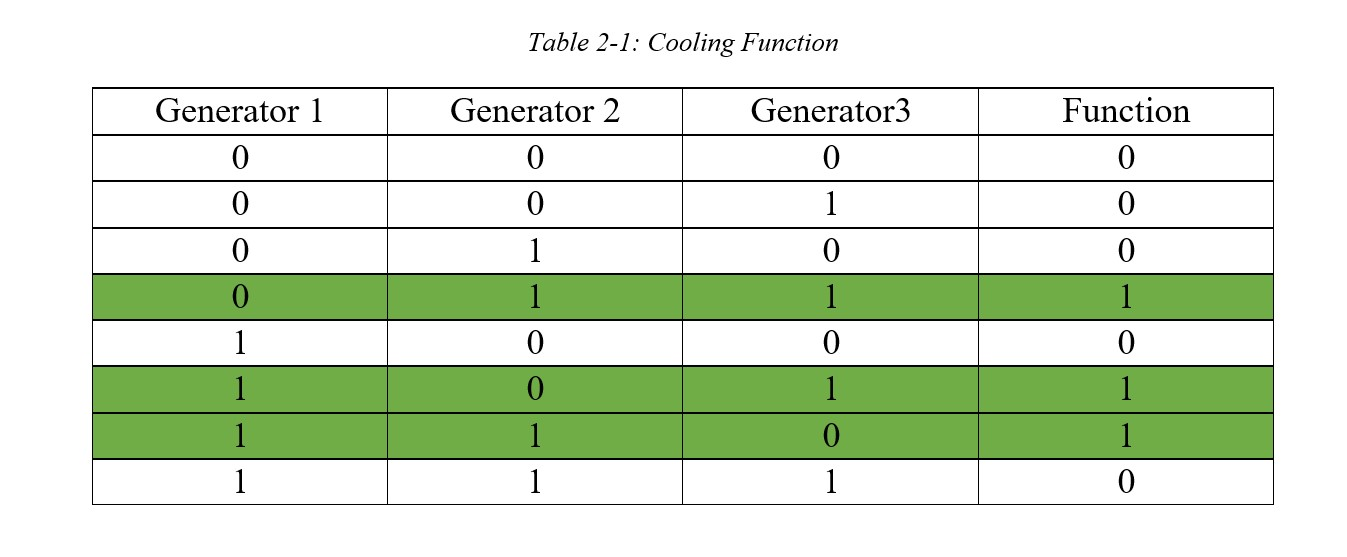 Table 2-1: Cooling Function
Generator 1 Generator 2 Generator3 Function
0 0 0 0
0 0 1 0
0 1 0 0
0 1 1 1
1 0 0 0
1 0 1 1
1 1 0 1
1 1 1 0